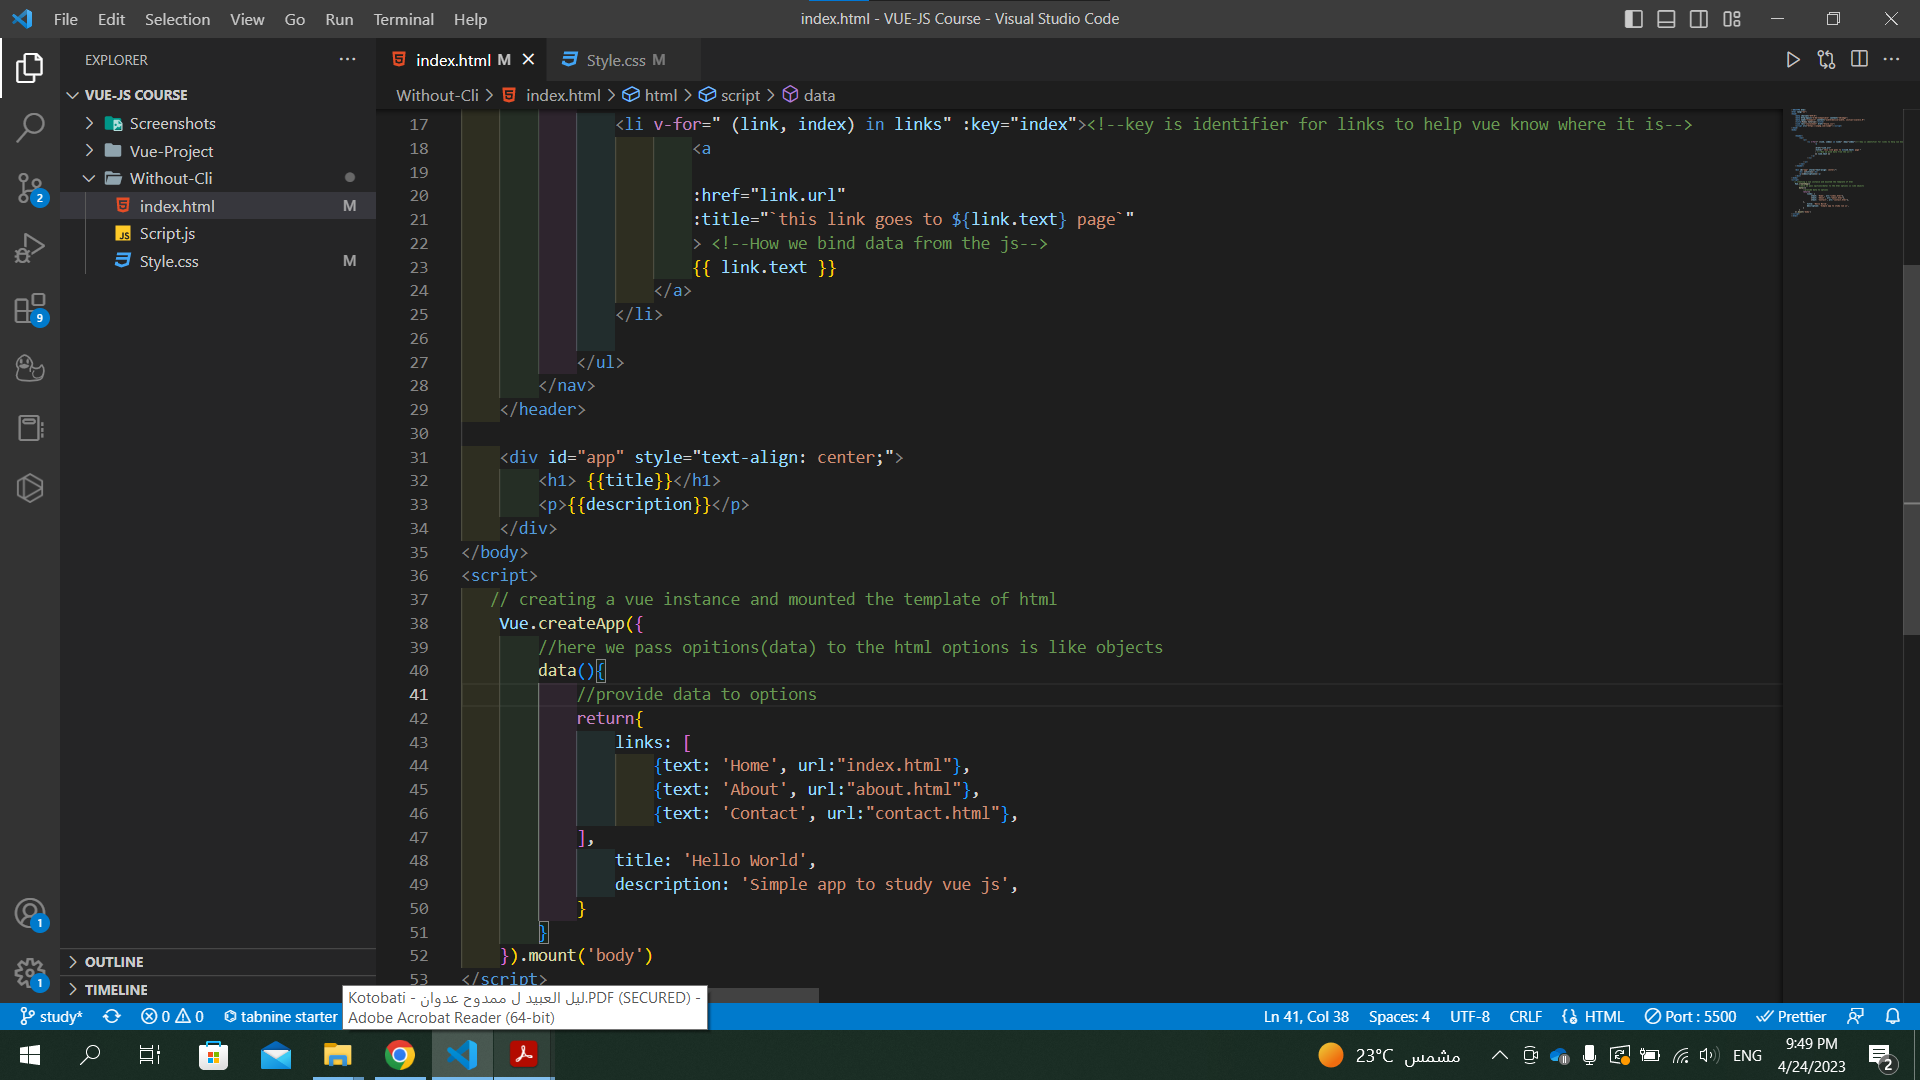 File Edit Selection View Go Run Terminal Help
index.html - VUE-JS Course - Visual Studio Code
EXPLORER
VUE-JS COURSE
Screenshots
Vue-Project
Without-Cli
index.html M
Script.js
Style.css M
OUTLINE
TIMELINE
2
9
1
1
index.html M
Style.css M
Without-Cli > index.html > html > script > data
17 <li v-for=" (link, index) in links" :key="index"><!--key is identifier for links to help vue know where it is-->
18 <a
19
20 :href="link.url"
21 :title="`this link goes to ${link.text} page`"
22 > <!--How we bind data from the js-->
23 {{ link.text }}
24 </a>
25 </li>
26
27 </ul>
28 </nav>
29 </header>
30
31 <div id="app" style="text-align: center;">
32 <h1> {{title}}</h1>
33 <p>{{description}}</p>
34 </div>
35 </body>
36 <script>
37 // creating a vue instance and mounted the template of html
38 Vue.createApp({
39 //here we pass opitions(data) to the html options is like objects
40 data(){
41 //provide data to options
42 return{
43 links: [
44 {text: 'Home', url:"index.html"},
45 {text: 'About', url:"about.html"},
46 {text: 'Contact', url:"contact.html"},
47 ],
48 title: 'Hello World',
49 description: 'Simple app to study vue js',
50 }
51 }
52 }).mount('body')
53 </script>
Kotobati - ليل العبيد ل ممدوح عدوان.PDF (SECURED) -
Adobe Acrobat Reader (64-bit)
study* 0 0 tabnine starter
Ln 41, Col 38 Spaces: 4 UTF-8 CRLF HTML Port : 5500 Prettier
23°C مشمس
ENG
9:49 PM
4/24/2023
2